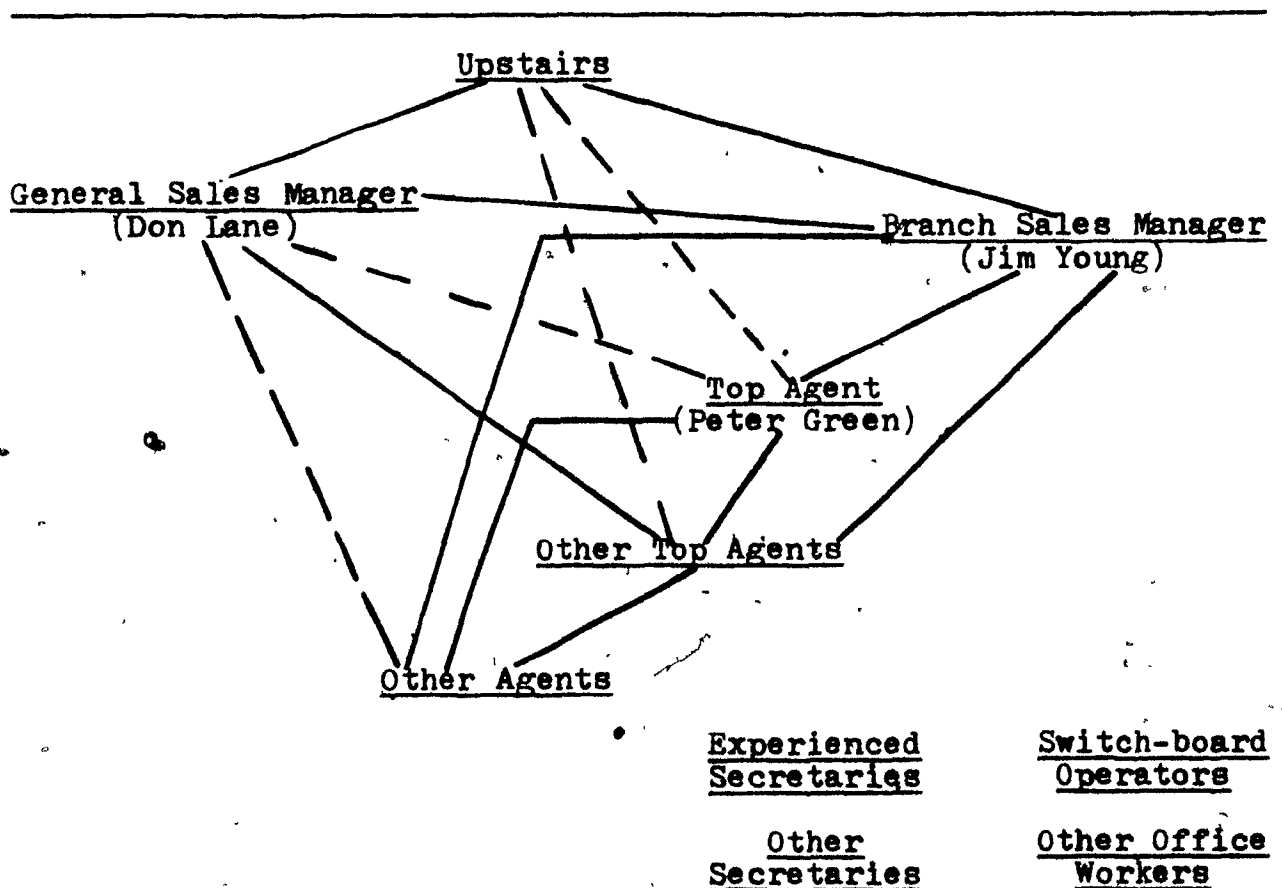 Upstairs
General Sales Manager
(Don Lane)
Branch Sales Manager
(Jim Young)
Top Agent
(Peter Green)
Other Top Agents
Other Agents
Experienced
Secretaries
Switch-board
Operators
Other
Secretaries
Other Office
Workers